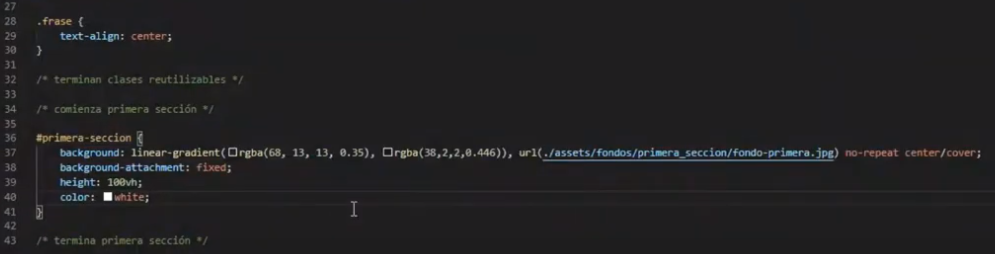 27
28 .frase {
29 text-align: center;
30 }
31
32 /* terminan clases reutilizables */
33
34 /* comienza primera sección */
35
36 #primera-seccion {
37 background: linear-gradient(rgba(68, 13, 13, 0.35), rgba(38,2,2,0.446)), url(./assets/fondos/primera_seccion/fondo-primera.jpg) no-repeat center/cover;
38 background-attachment: fixed;
39 height: 100vh;
40 color: white;
41 }
42
43 /* termina primera sección */